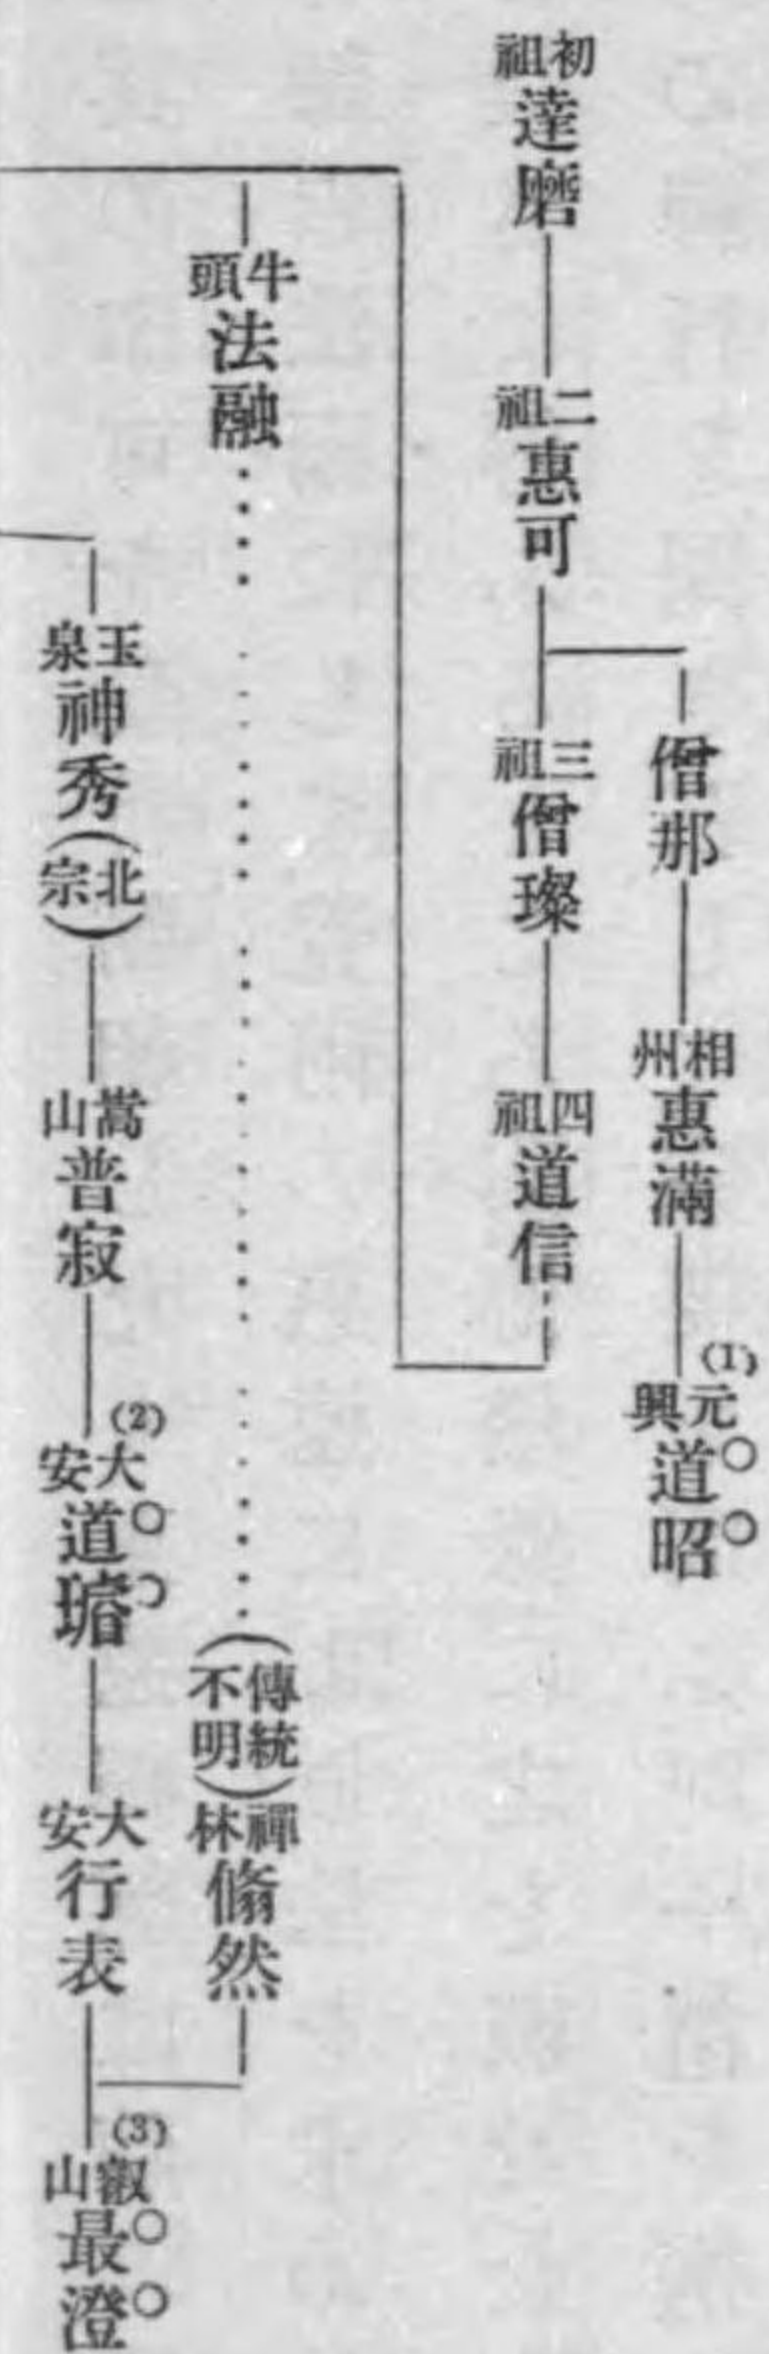 初祖達磨
二祖惠可
三祖僧璨
四祖道信
僧那
相州惠滿
(1)元興道昭
牛頭法融
(傳統不明)
禪林翛然
玉泉神秀(北宗)
嵩山普寂
(2)大安道璿
大安行表
(3)叡山最澄